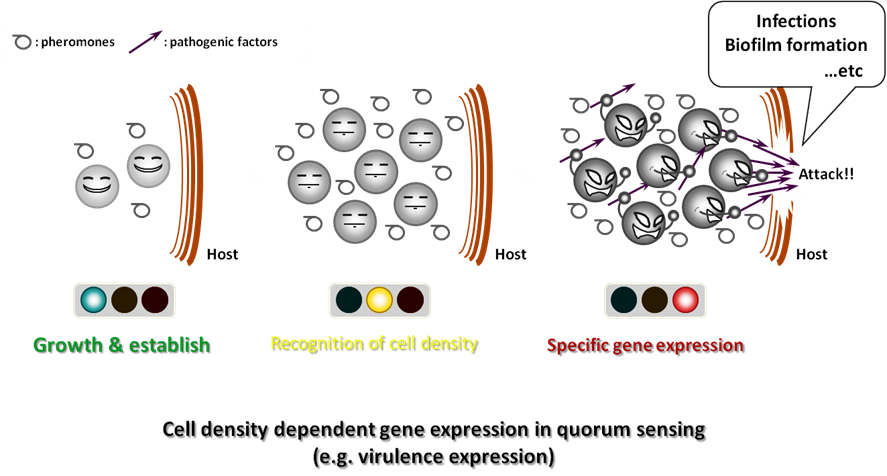 : pheromones
: pathogenic factors
Infections
Biofilm formation
...etc
Attack!!
Host
Host
Host
Growth & establish
Recognition of cell density
Specific gene expression
Cell density dependent gene expression in quorum sensing
(e.g. virulence expression)